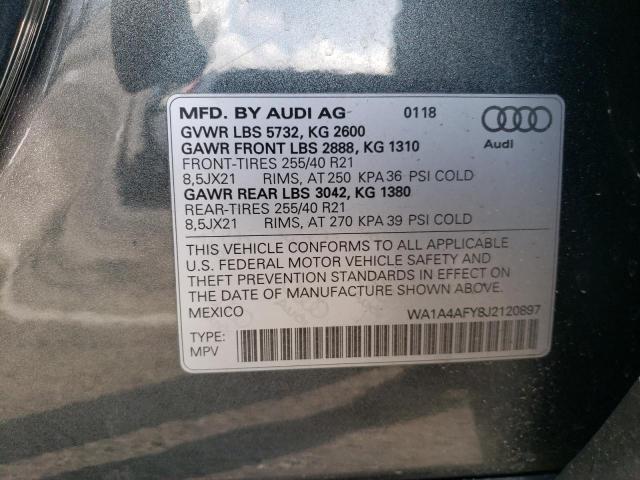 MFD. BY AUDI AG 0118
GVWR LBS 5732, KG 2600
GAWR FRONT LBS 2888, KG 1310
FRONT-TIRES 255/40 R21
8,5JX21 RIMS, AT 250 KPA 36 PSI COLD
GAWR REAR LBS 3042, KG 1380
REAR-TIRES 255/40 R21
8,5JX21 RIMS, AT 270 KPA 39 PSI COLD
Audi
THIS VEHICLE CONFORMS TO ALL APPLICABLE
U.S. FEDERAL MOTOR VEHICLE SAFETY AND
THEFT PREVENTION STANDARDS IN EFFECT ON
THE DATE OF MANUFACTURE SHOWN ABOVE.
MEXICO WA1A4AFY8J2120897
TYPE:
MPV